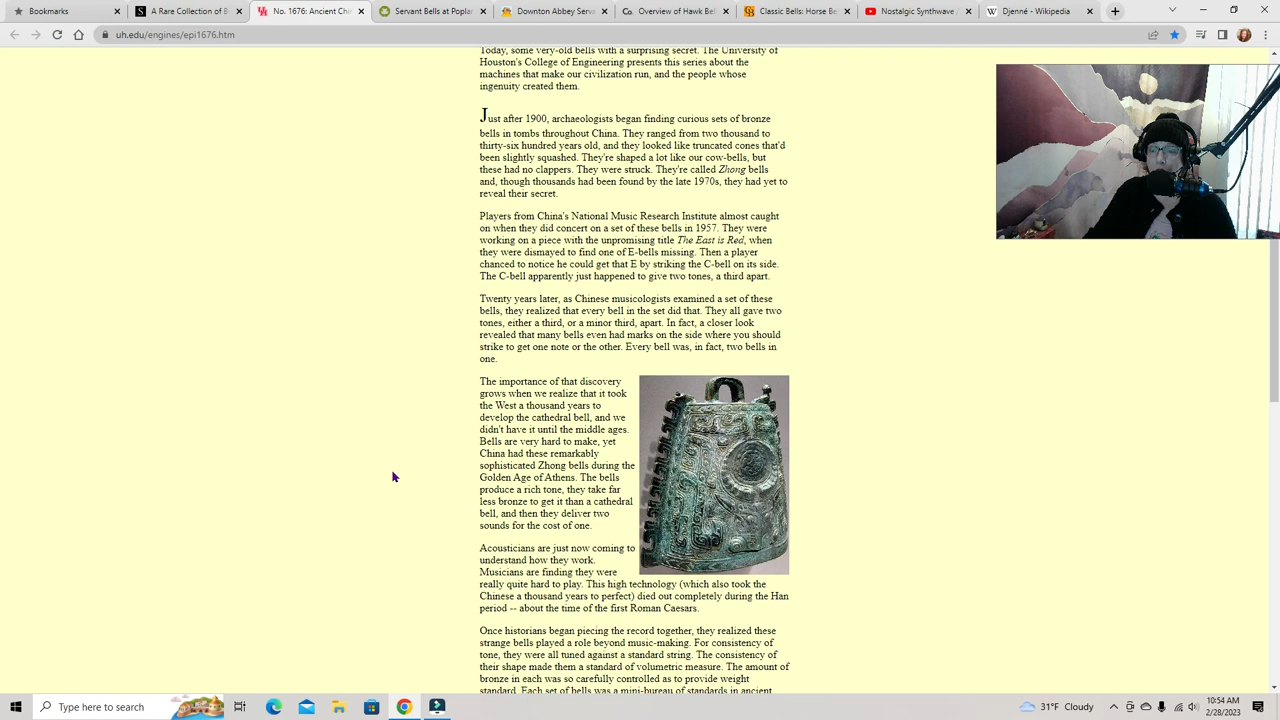 Bookmarks
A Rare Collection of B
No. 1676: Ancient Chi
Servant Bells at Poplar
Downton Abbey Serva
Overview of Hawk Bel
Classic Bells: Horse Be
Nostalgic Synthwave
Djenné - Wikipedia
uh.edu/engines/epi1676.htm
Today, some very-old bells with a surprising secret. The University of
Houston's College of Engineering presents this series about the
machines that make our civilization run, and the people whose
ingenuity created them.
Just after 1900, archaeologists began finding curious sets of bronze
bells in tombs throughout China. They ranged from two thousand to
thirty-six hundred years old, and they looked like truncated cones that'd
been slightly squashed. They're shaped a lot like our cow-bells, but
these had no clappers. They were struck. They're called Zhong bells
and, though thousands had been found by the late 1970s, they had yet to
reveal their secret.
Players from China's National Music Research Institute almost caught
on when they did concert on a set of these bells in 1957. They were
working on a piece with the unpromising title The East is Red, when
they were dismayed to find one of E-bells missing. Then a player
chanced to notice he could get that E by striking the C-bell on its side.
The C-bell apparently just happened to give two tones, a third apart.
Twenty years later, as Chinese musicologists examined a set of these
bells, they realized that every bell in the set did that. They all gave two
tones, either a third, or a minor third, apart. In fact, a closer look
revealed that many bells even had marks on the side where you should
strike to get one note or the other. Every bell was, in fact, two bells in
one.
The importance of that discovery
grows when we realize that it took
the West a thousand years to
develop the cathedral bell, and we
didn't have it until the middle ages.
Bells are very hard to make, yet
China had these remarkably
sophisticated Zhong bells during the
Golden Age of Athens. The bells
produce a rich tone, they take far
less bronze to get it than a cathedral
bell, and then they deliver two
sounds for the cost of one.
Acousticians are just now coming to
understand how they work.
Musicians are finding they were
really quite hard to play. This high technology (which also took the
Chinese a thousand years to perfect) died out completely during the Han
period -- about the time of the first Roman Caesars.
Once historians began piecing the record together, they realized these
strange bells played a role beyond music-making. For consistency of
tone, they were all tuned against a standard string. The consistency of
their shape made them a standard of volumetric measure. The amount of
bronze in each was so carefully controlled as to provide weight
standard. Each set of bells was a mini-bureau of standards in ancient
Type here to search
31°F Cloudy
10:54 AM
2/28/2023